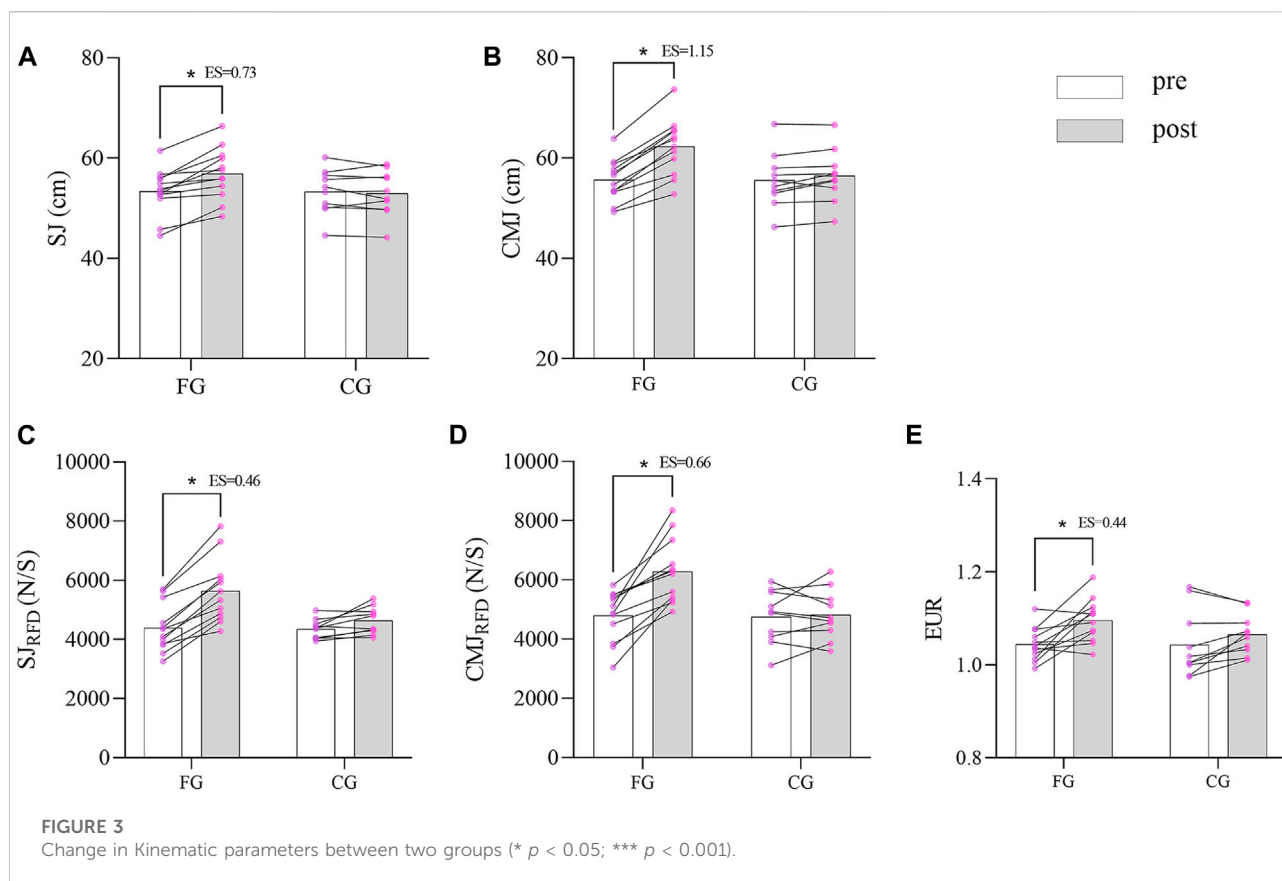 A
80
60
40
20
SJ (cm)
* ES=0.73
FG
CG
B
80
60
40
20
CMJ (cm)
* ES=1.15
FG
CG
pre
post
C
10000
8000
6000
4000
2000
0
SJRFD (N/S)
* ES=0.46
FG
CG
D
10000
8000
6000
4000
2000
0
CMJRFD (N/S)
* ES=0.66
FG
CG
E
1.4
1.2
1.0
0.8
EUR
* ES=0.44
FG
CG
FIGURE 3
Change in Kinematic parameters between two groups (* p < 0.05; *** p < 0.001).